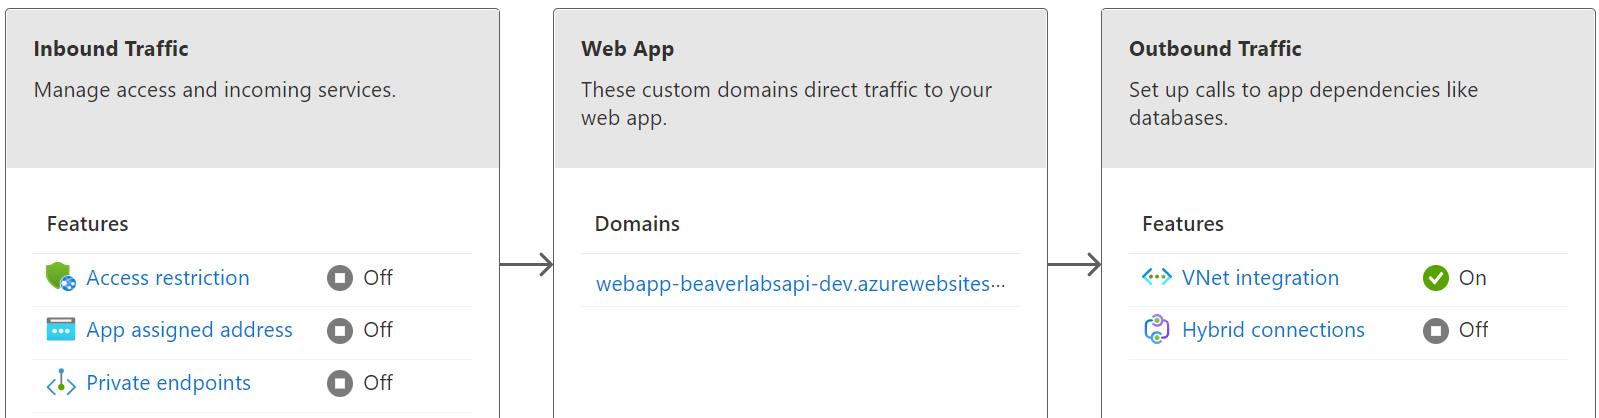 Inbound Traffic
Manage access and incoming services.
Features
Access restriction Off
App assigned address Off
Private endpoints Off
Web App
These custom domains direct traffic to your
web app.
Domains
webapp-beaverlabsapi-dev.azurewebsites...
Outbound Traffic
Set up calls to app dependencies like
databases.
Features
VNet integration On
Hybrid connections Off